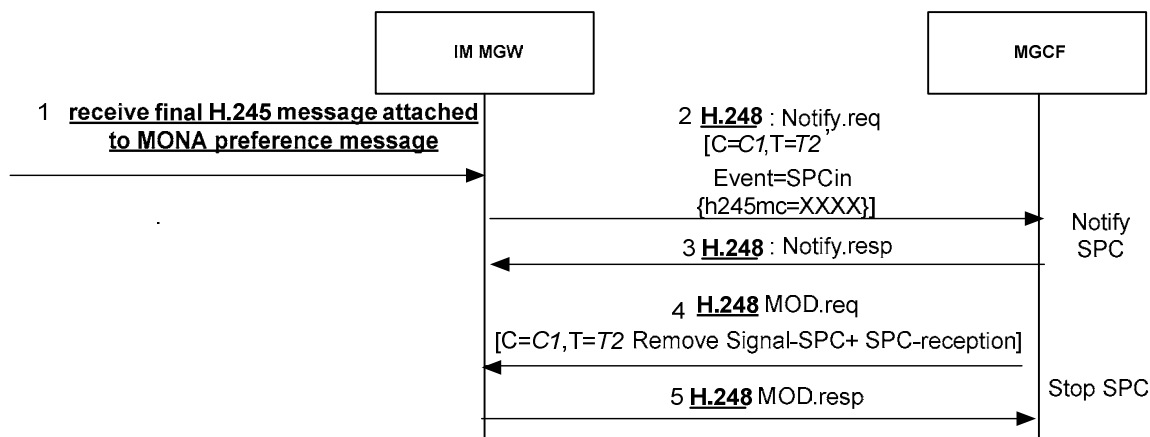 IM MGW
MGCF
1 receive final H.245 message attached
to MONA preference message
2 H.248 : Notify.req
[C=C1,T=T2,
Event=SPCin
{h245mc=XXXX}]
Notify
SPC
3 H.248 : Notify.resp
4 H.248 MOD.req
[C=C1,T=T2 Remove Signal-SPC+ SPC-reception]
Stop SPC
5 H.248 MOD.resp